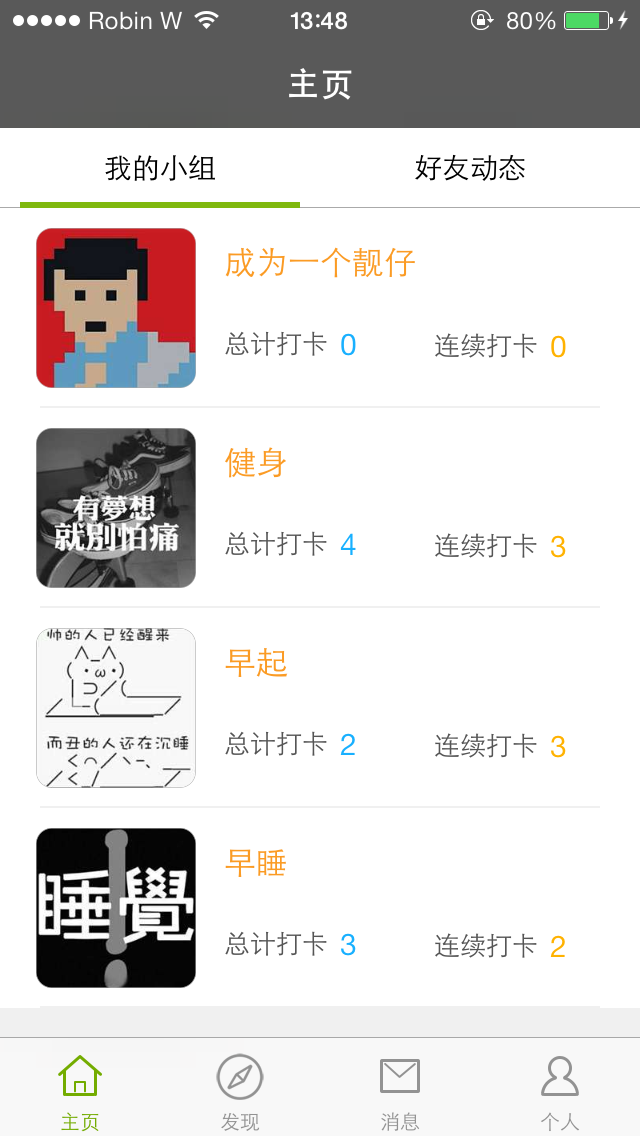 Robin W 13:48 80%
主页
我的小组 好友动态
成为一个靓仔
总计打卡 0 连续打卡 0
有夢想
就別怕痛
健身
总计打卡 4 连续打卡 3
帅的人已经醒来
而丑的人还在沉睡
早起
总计打卡 2 连续打卡 3
睡覺
早睡
总计打卡 3 连续打卡 2
主页 发现 消息 个人